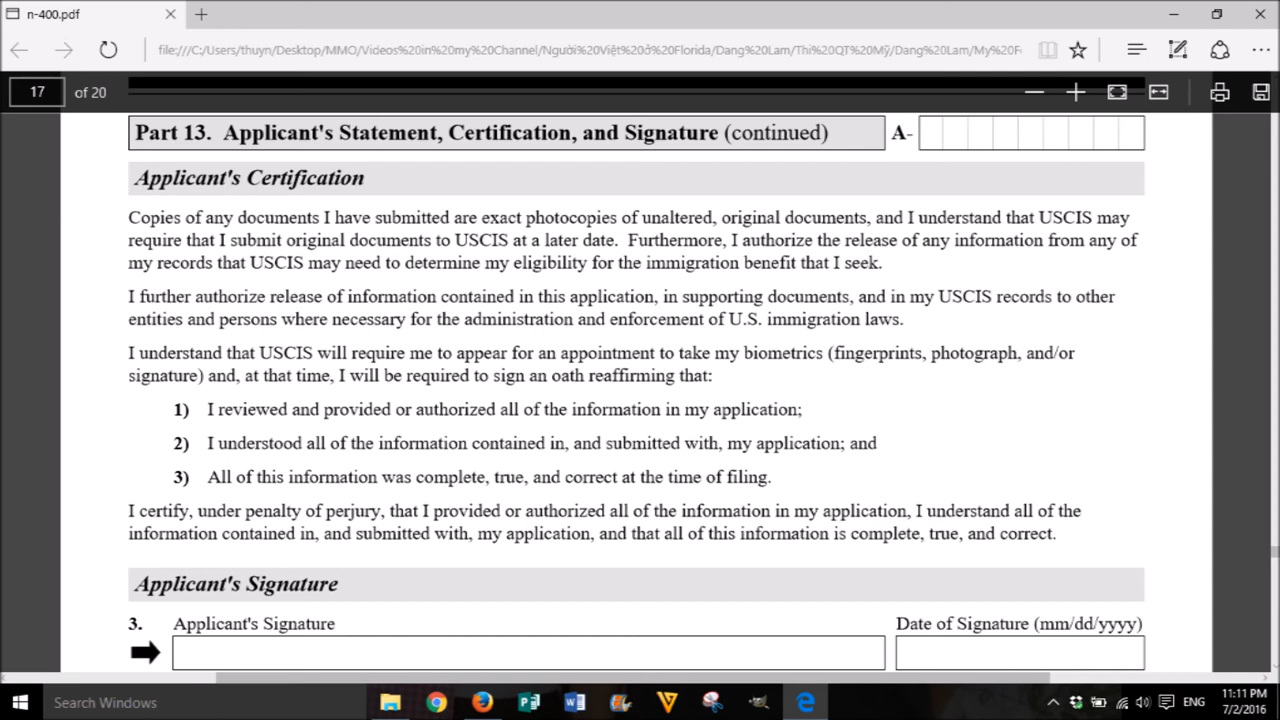 n-400.pdf
file:///C:/Users/thuyn/Desktop/MMO/Videos%20in%20my%20Channel/Người%20Việt%20ở%20Florida/Dang%20Lam/Thi%20QT%20Mỹ/Dang%20Lam/My%20F
17 of 20
Part 13. Applicant's Statement, Certification, and Signature (continued) A-
Applicant's Certification
Copies of any documents I have submitted are exact photocopies of unaltered, original documents, and I understand that USCIS may
require that I submit original documents to USCIS at a later date. Furthermore, I authorize the release of any information from any of
my records that USCIS may need to determine my eligibility for the immigration benefit that I seek.
I further authorize release of information contained in this application, in supporting documents, and in my USCIS records to other
entities and persons where necessary for the administration and enforcement of U.S. immigration laws.
I understand that USCIS will require me to appear for an appointment to take my biometrics (fingerprints, photograph, and/or
signature) and, at that time, I will be required to sign an oath reaffirming that:
1) I reviewed and provided or authorized all of the information in my application;
2) I understood all of the information contained in, and submitted with, my application; and
3) All of this information was complete, true, and correct at the time of filing.
I certify, under penalty of perjury, that I provided or authorized all of the information in my application, I understand all of the
information contained in, and submitted with, my application, and that all of this information is complete, true, and correct.
Applicant's Signature
3. Applicant's Signature Date of Signature (mm/dd/yyyy)
Search Windows ENG 11:11 PM
7/2/2016